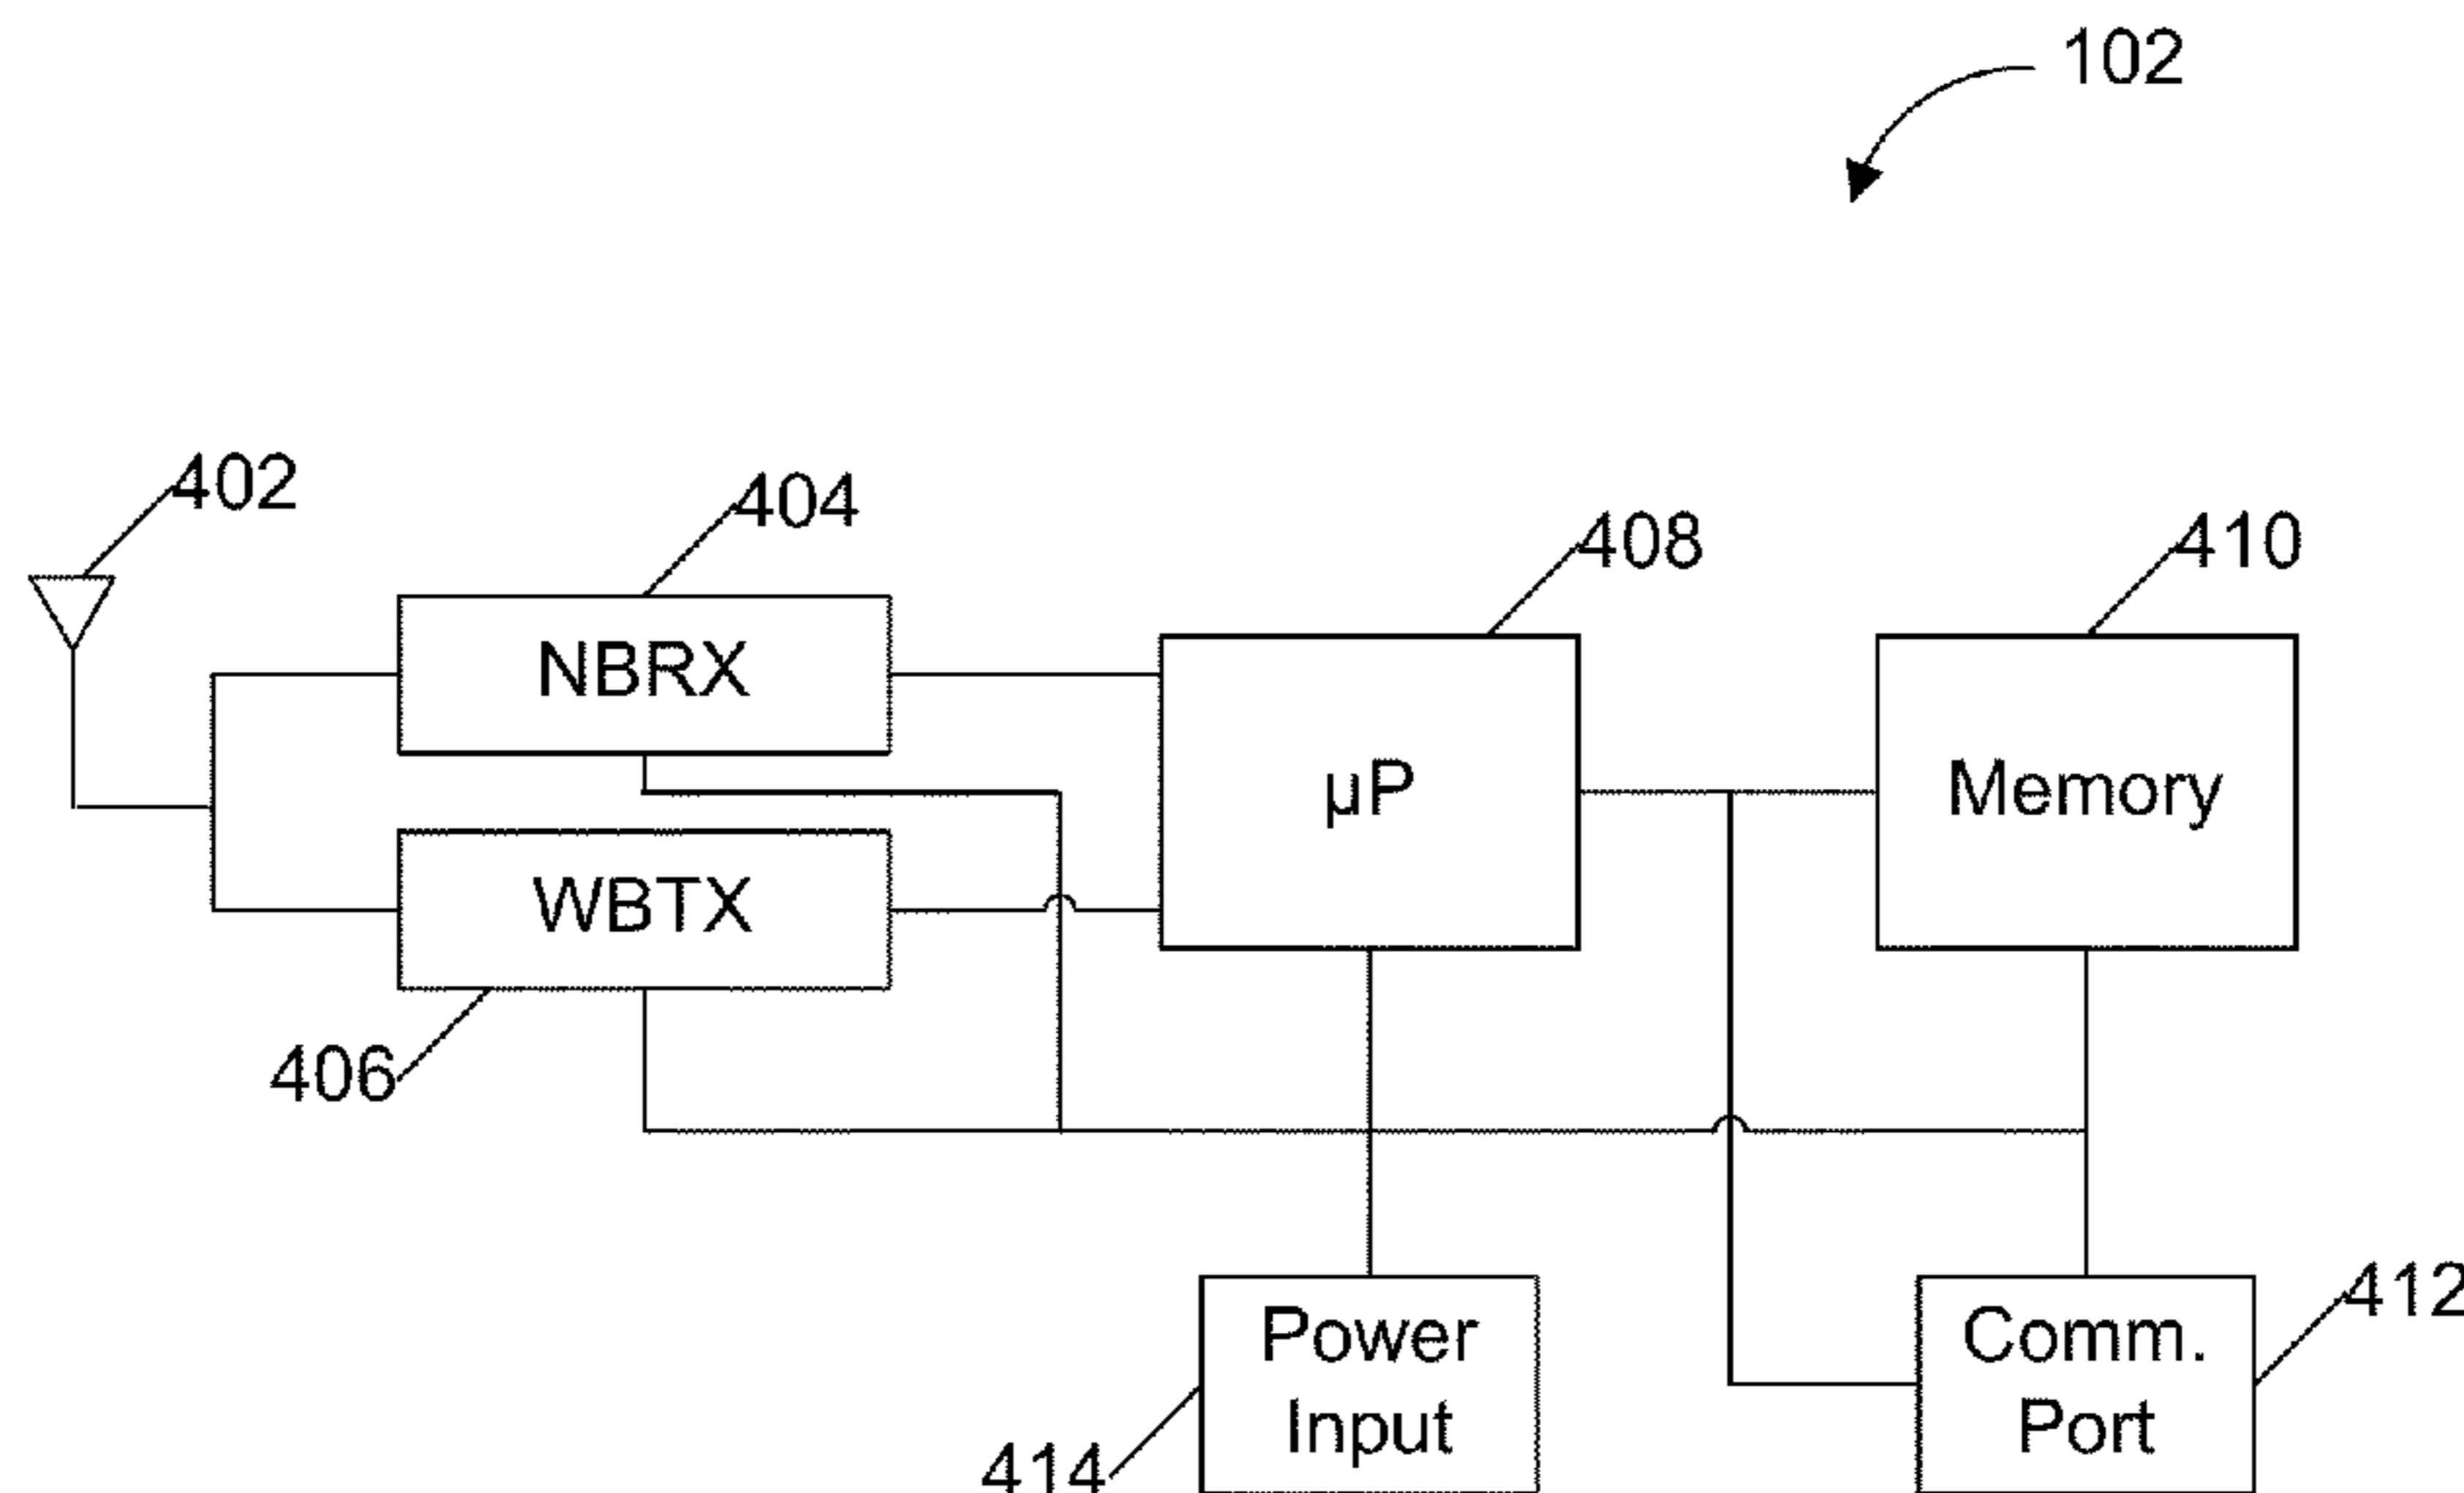 102
402
404
408
410
NBRX
µP
Memory
WBTX
406
412
Power
Input
Comm.
Port
414